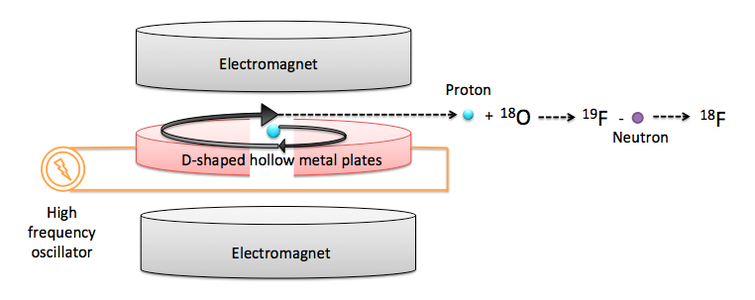 Electromagnet
Proton
+ 18O 19F - 18F
Neutron
D-shaped hollow metal plates
High
frequency
oscillator
Electromagnet